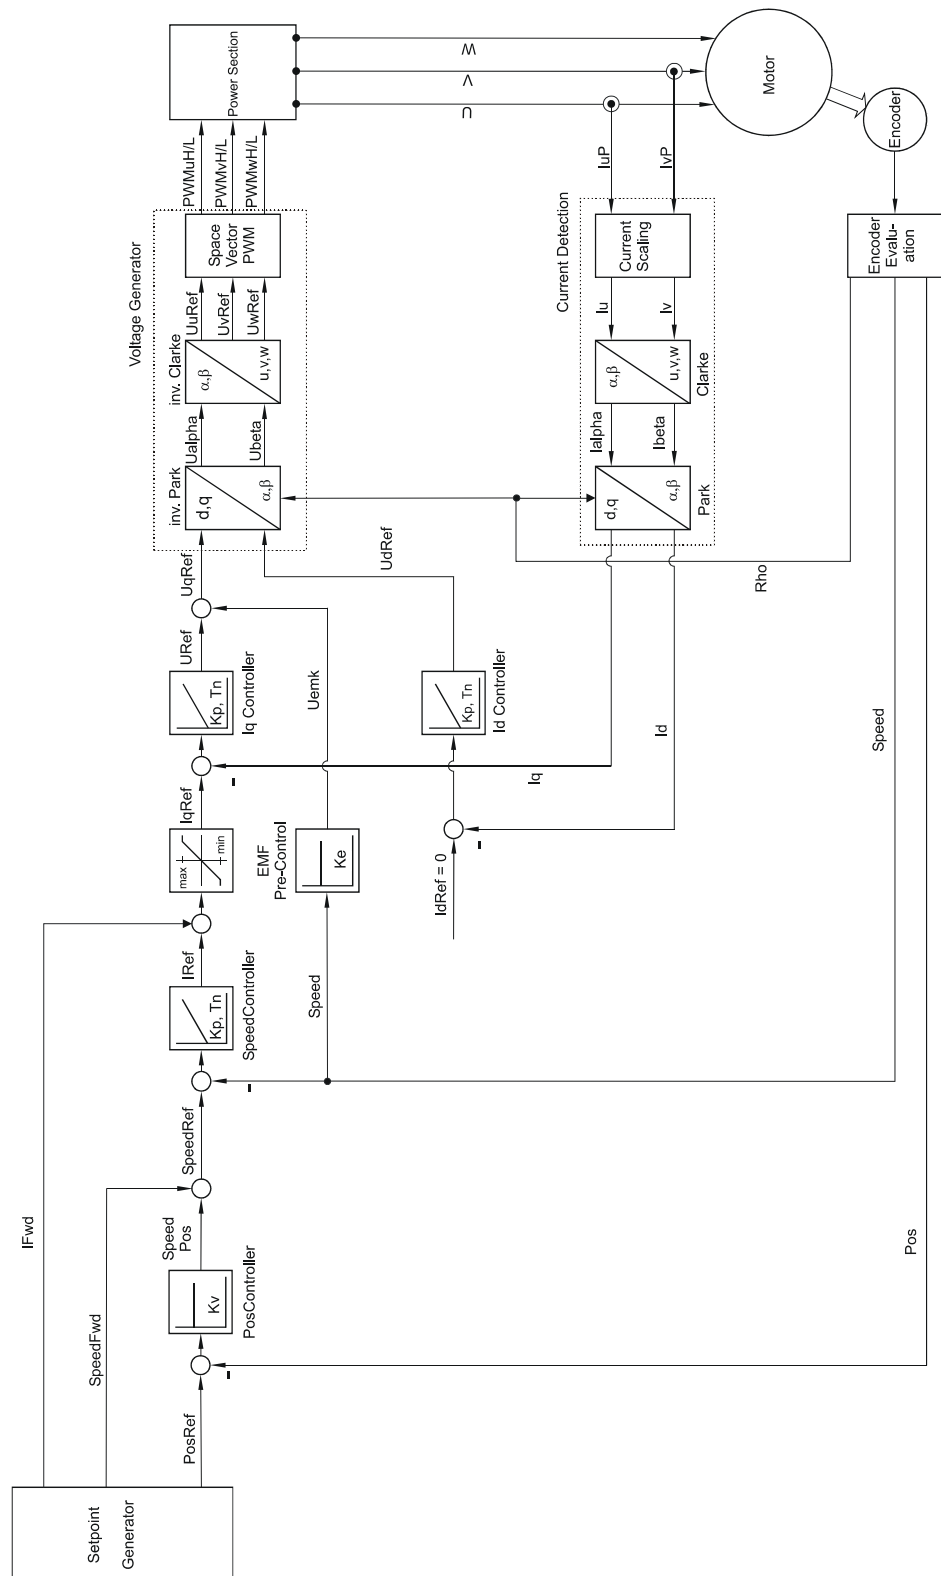 Setpoint
Generator
IFwd
SpeedFwd
PosRef
Kv
PosController
Speed
Pos
SpeedRef
Kp, Tn
SpeedController
IRef
max
min
IqRef
Kp, Tn
Iq Controller
URef
UqRef
Speed
EMF
Pre-Control
Ke
Uemk
IdRef = 0
Kp, Tn
Id Controller
UdRef
Voltage Generator
inv. Park
d,q
α,β
Ualpha
Ubeta
inv. Clarke
α,β
u,v,w
UuRef
UvRef
UwRef
Space
Vector
PWM
PWMuH/L
PWMvH/L
PWMwH/L
Power Section
W
V
U
Motor
Encoder
IuP
IvP
Current Detection
Current
Scaling
Iu
Iv
α,β
u,v,w
Clarke
Ialpha
Ibeta
d,q
α,β
Park
Iq
Id
Encoder
Evalu-
ation
Rho
Speed
Pos